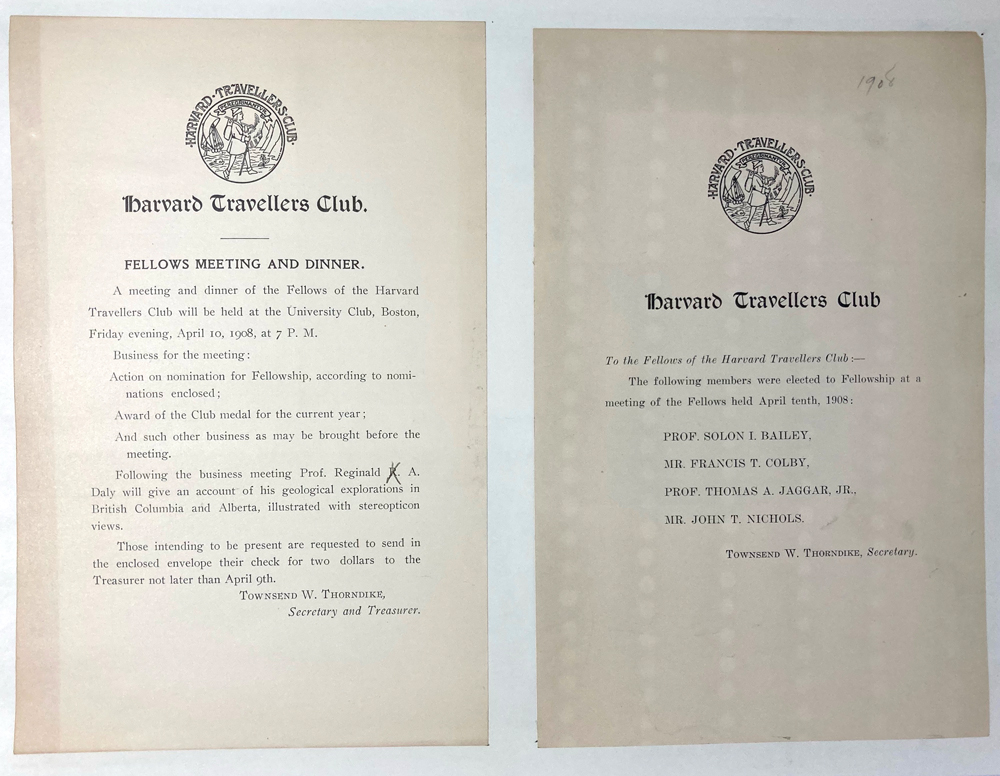 HARVARD·TRAVELLERS·CLUB·
Harvard Travellers Club.
FELLOWS MEETING AND DINNER.
A meeting and dinner of the Fellows of the Harvard
Travellers Club will be held at the University Club, Boston,
Friday evening, April 10, 1908, at 7 P. M.
Business for the meeting:
Action on nomination for Fellowship, according to nomi-
nations enclosed;
Award of the Club medal for the current year;
And such other business as may be brought before the
meeting.
Following the business meeting Prof. Reginald A.
Daly will give an account of his geological explorations in
British Columbia and Alberta, illustrated with stereopticon
views.
Those intending to be present are requested to send in
the enclosed envelope their check for two dollars to the
Treasurer not later than April 9th.
TOWNSEND W. THORNDIKE,
Secretary and Treasurer.
1908
HARVARD·TRAVELLERS·CLUB·
Harvard Travellers Club
To the Fellows of the Harvard Travellers Club:—
The following members were elected to Fellowship at a
meeting of the Fellows held April tenth, 1908:
PROF. SOLON I. BAILEY,
MR. FRANCIS T. COLBY,
PROF. THOMAS A. JAGGAR, JR.,
MR. JOHN T. NICHOLS.
TOWNSEND W. THORNDIKE, Secretary.